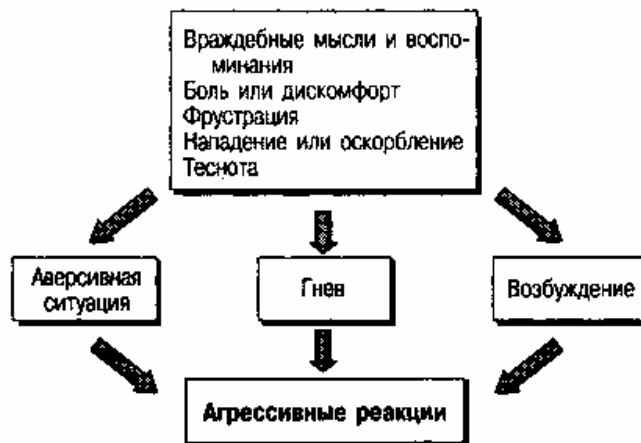 Враждебные мысли и воспо-
минания
Боль или дискомфорт
Фрустрация
Нападение или оскорбление
Теснота
Аверсивная
ситуация
Гнев
Возбуждение
Агрессивные реакции